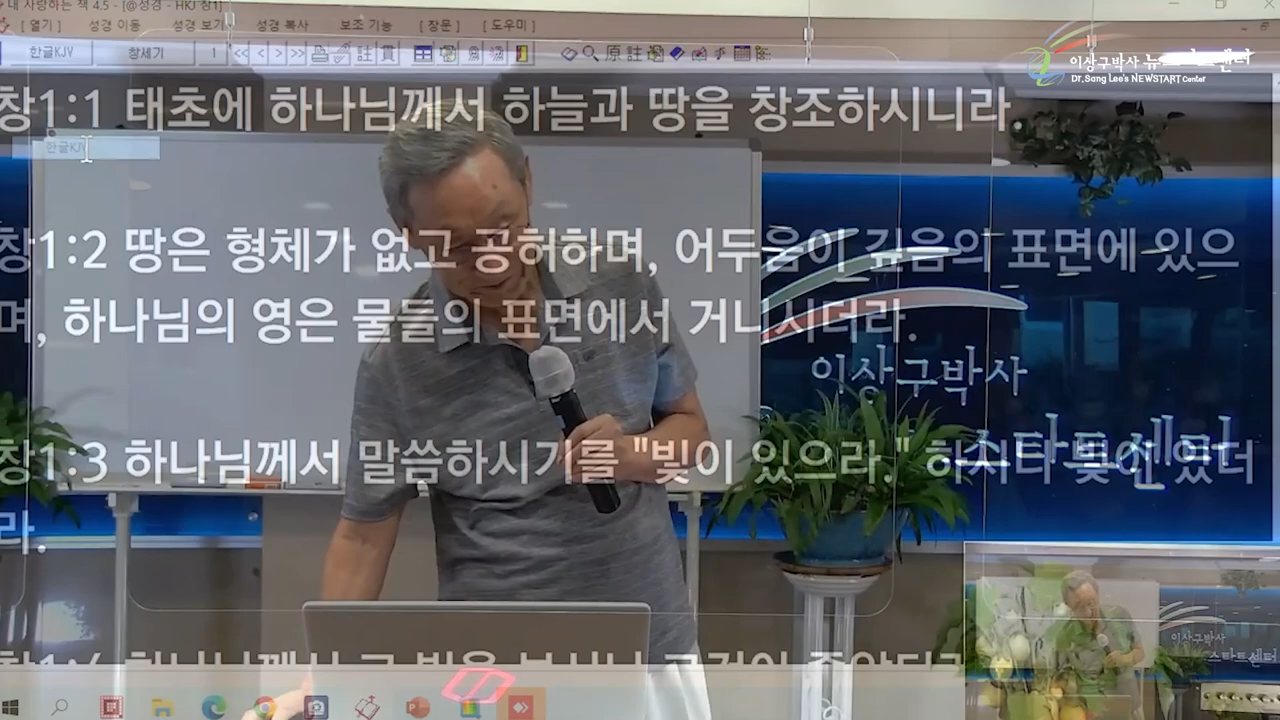 내 사랑하는 책 4.5 - [@성경 - HKJ 창1]
[ 열기 ] 성경 이동 성경 보기 성경 복사 보조 기능 [ 장문 ] [ 도우미 ]
한글KJV 창세기 1
이상구박사
Dr. Sang Lee's NEWSTART Center
창1:1 태초에 하나님께서 하늘과 땅을 창조하시니라
한글KJV
창1:2 땅은 형체가 없고 공허하며, 어두움이 깊음의 표면에 있으
며, 하나님의 영은 물들의 표면에서 거니시더라.
이상구박사
스타트센터
창1:3 하나님께서 말씀하시기를 "빛이 있으라." 하시니 빛이 있더
라.
이상구박사
스타트센터